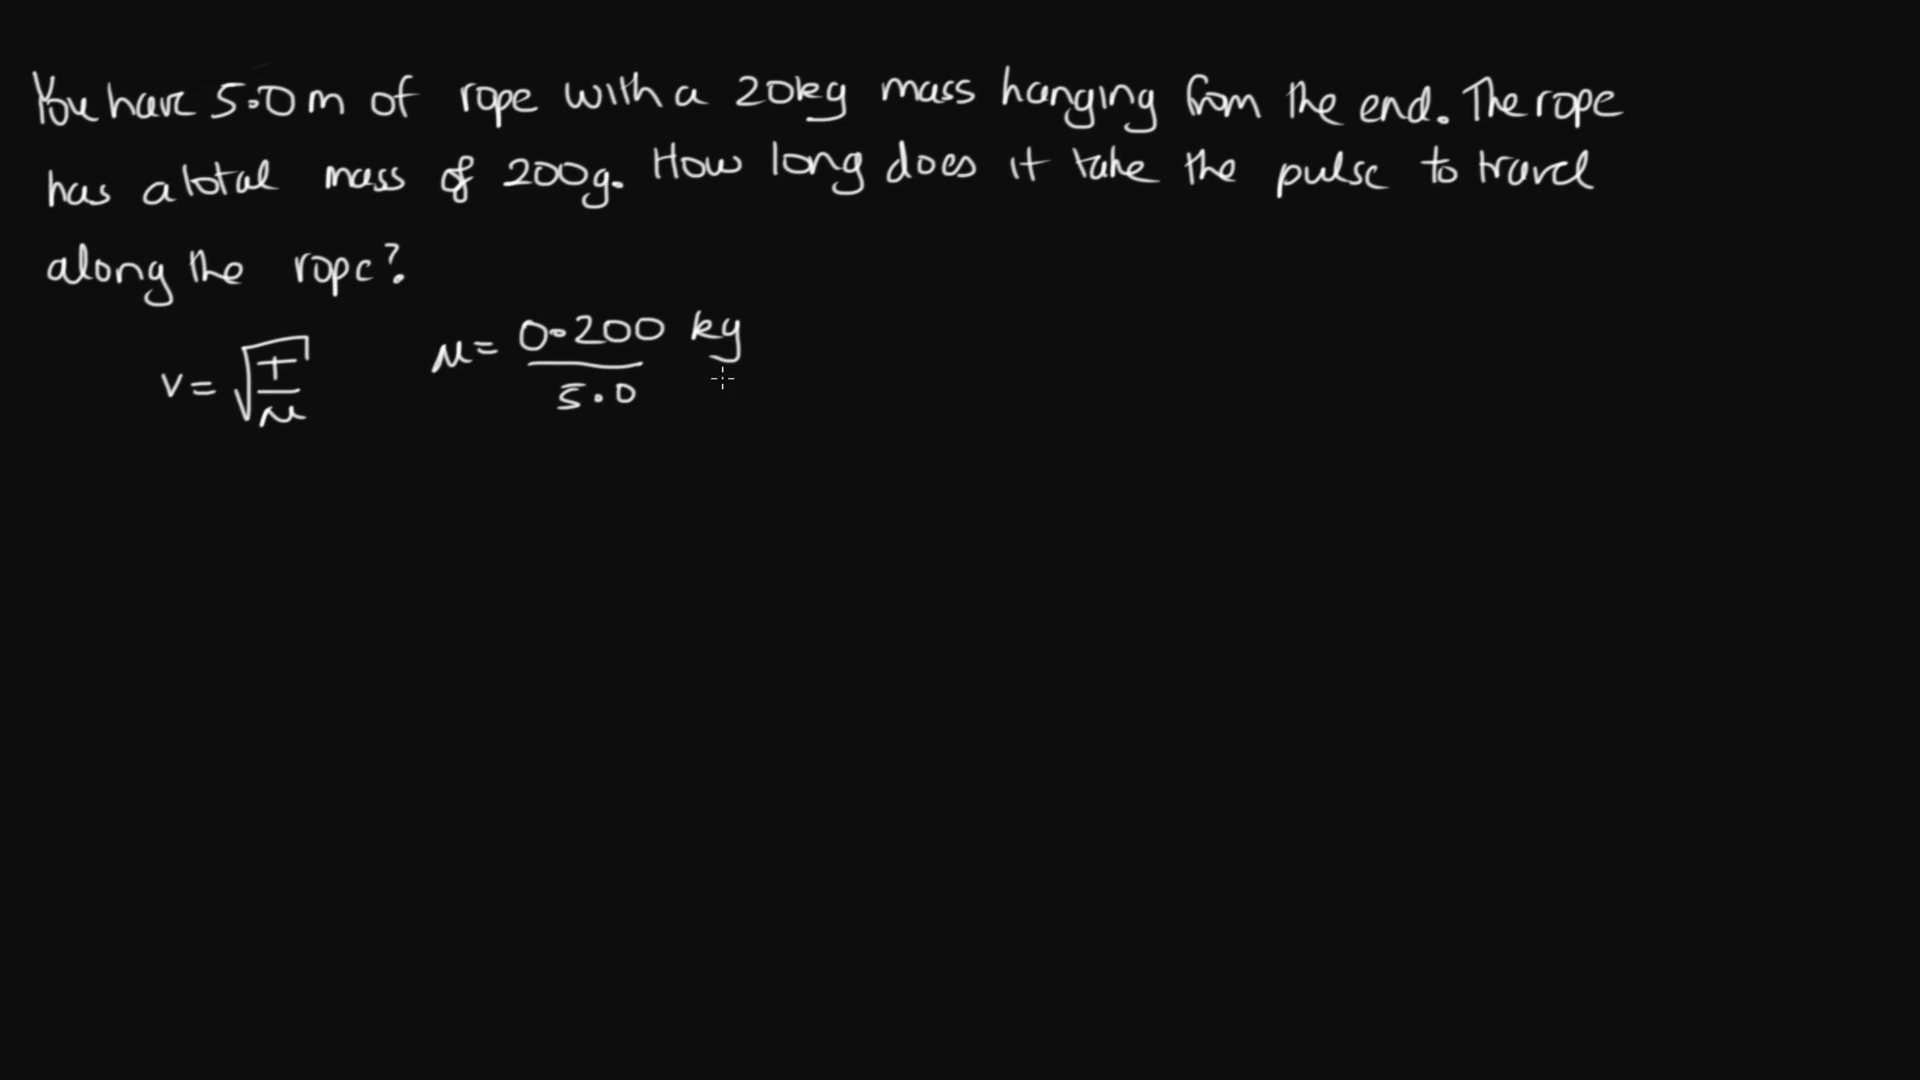 You have 5.0m of rope with a 20kg mass hanging from the end. The rope
has a total mass of 200g. How long does it take the pulse to travel
along the rope?
v = √(T/μ) μ = 0.200/5.0 kg